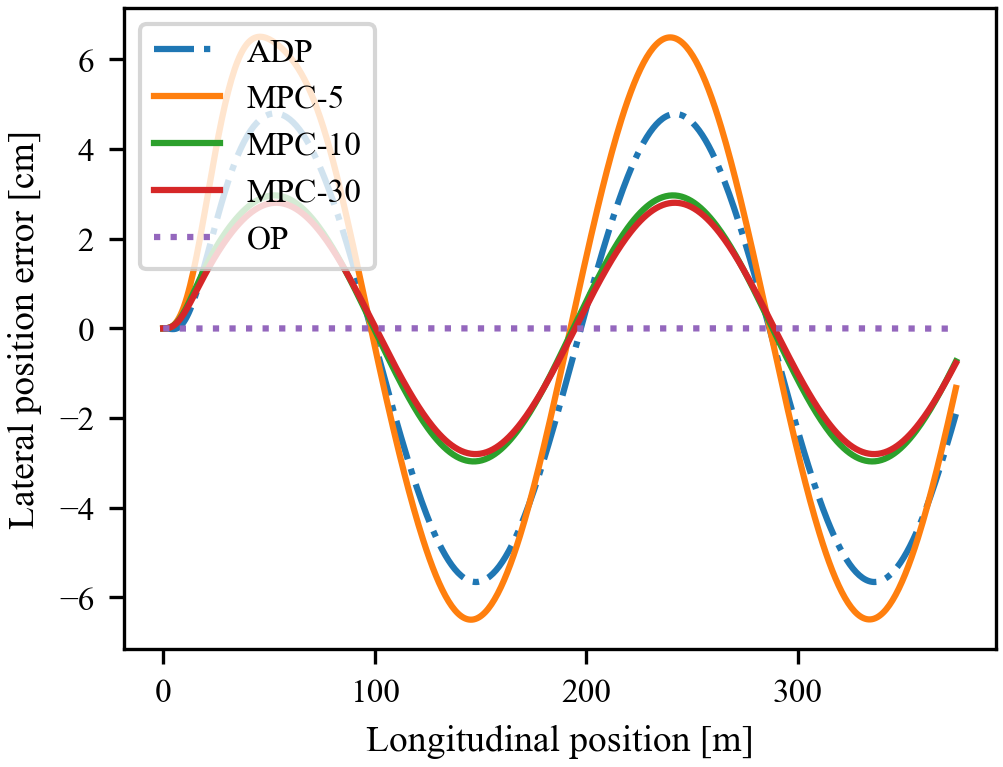 ADP
MPC-5
MPC-10
MPC-30
OP
6
4
2
0
−2
−4
−6
Lateral position error [cm]
0 100 200 300
Longitudinal position [m]